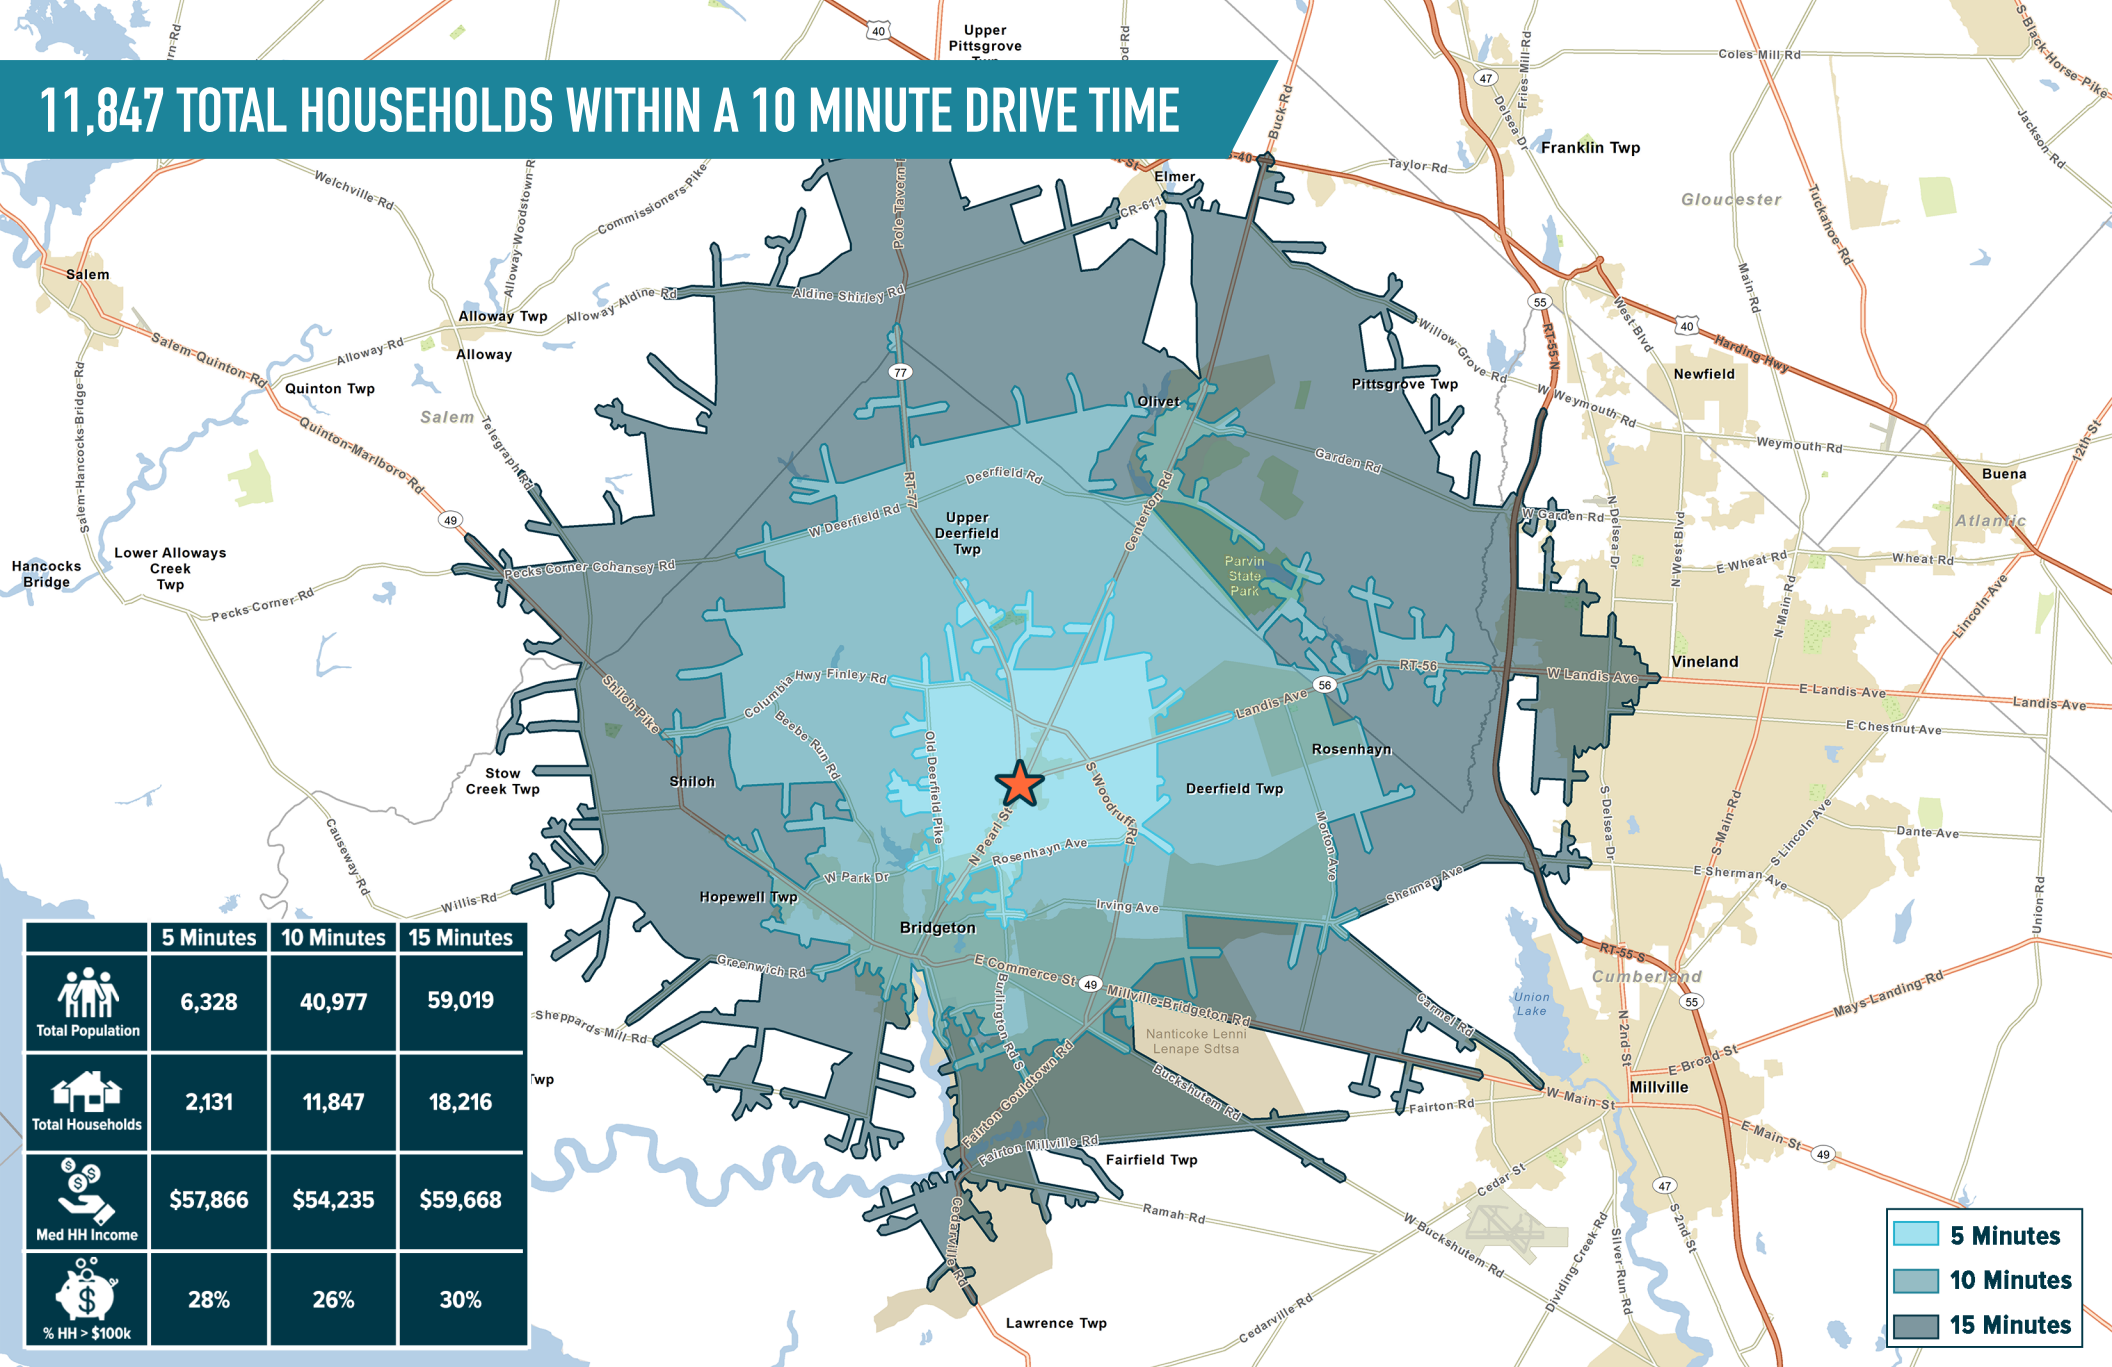 11,847 TOTAL HOUSEHOLDS WITHIN A 10 MINUTE DRIVE TIME
Upper
Pittsgrove
40
Buck Rd
47
Fries Mill Rd
Delsea Dr
Coles Mill Rd
S Black Horse Pike
Jackson Rd
Franklin Twp
Taylor Rd
Gloucester
Tuckahoe Rd
Main Rd
Elmer
CR-611
Pole Tavern
Welchville Rd
Alloway Woodstown R
Commissioners Pike
Salem
Alloway Twp
Alloway Aldine Rd
Aldine Shirley Rd
Alloway Rd
Alloway
Salem Quinton Rd
Quinton Twp
Salem
Telegraph Rd
Quinton-Marlboro Rd
Salem-Hancocks Bridge Rd
49
77
RT-77
55
RT-55 N
West Blvd
40
Harding Hwy
Willow Grove Rd
W Weymouth Rd
Weymouth Rd
Newfield
Pittsgrove Twp
Olivet
Garden Rd
Centerton Rd
Deerfield Rd
W Deerfield Rd
Upper
Deerfield
Twp
Parvin
State
Park
Buena
12th St
Atlantic
W Garden Rd
N Delsea Dr
N West Blvd
E Wheat Rd
Wheat Rd
N Main Rd
Lincoln Ave
Hancocks
Bridge
Lower Alloways
Creek
Twp
Pecks Corner Rd
Pecks Corner Cohansey Rd
Shiloh Pike
Columbia
Hwy Finley Rd
Beebe Run Rd
Old Deerfield Pike
RT-56
56
Landis Ave
W Landis Ave
Vineland
E Landis Ave
Landis Ave
E Chestnut Ave
Rosenhayn
Deerfield Twp
Shiloh
Stow
Creek Twp
S Woodruff Rd
N Pearl St
Rosenhayn Ave
Morton Ave
S Delsea Dr
S Main Rd
S Lincoln Ave
Dante Ave
E Sherman Ave
Sherman Ave
Union Rd
Causeway Rd
Willis Rd
W Park Dr
Hopewell Twp
Bridgeton
Irving Ave
Greenwich Rd
E Commerce St
49
Millville-Bridgeton Rd
Burlington Rd S
Sheppards Mill Rd
Twp
Nanticoke Lenni
Lenape Sdtsa
Buckshutem Rd
Fairton Gouldtown Rd
Fairton Millville Rd
Fairfield Twp
Ramah Rd
Cedarville Rd
Lawrence Twp
Carmel Rd
Fairton Rd
W Main St
Union
Lake
RT-55 S
Cumberland
55
N 2nd St
E Broad St
Mays Landing Rd
Millville
E Main St
49
47
S 2nd St
Cedar St
W Buckshutem Rd
Dividing Creek Rd
Silver Run Rd
Cedarville Rd
5 Minutes 10 Minutes 15 Minutes
Total Population 6,328 40,977 59,019
Total Households 2,131 11,847 18,216
Med HH Income $57,866 $54,235 $59,668
% HH > $100k 28% 26% 30%
5 Minutes
10 Minutes
15 Minutes